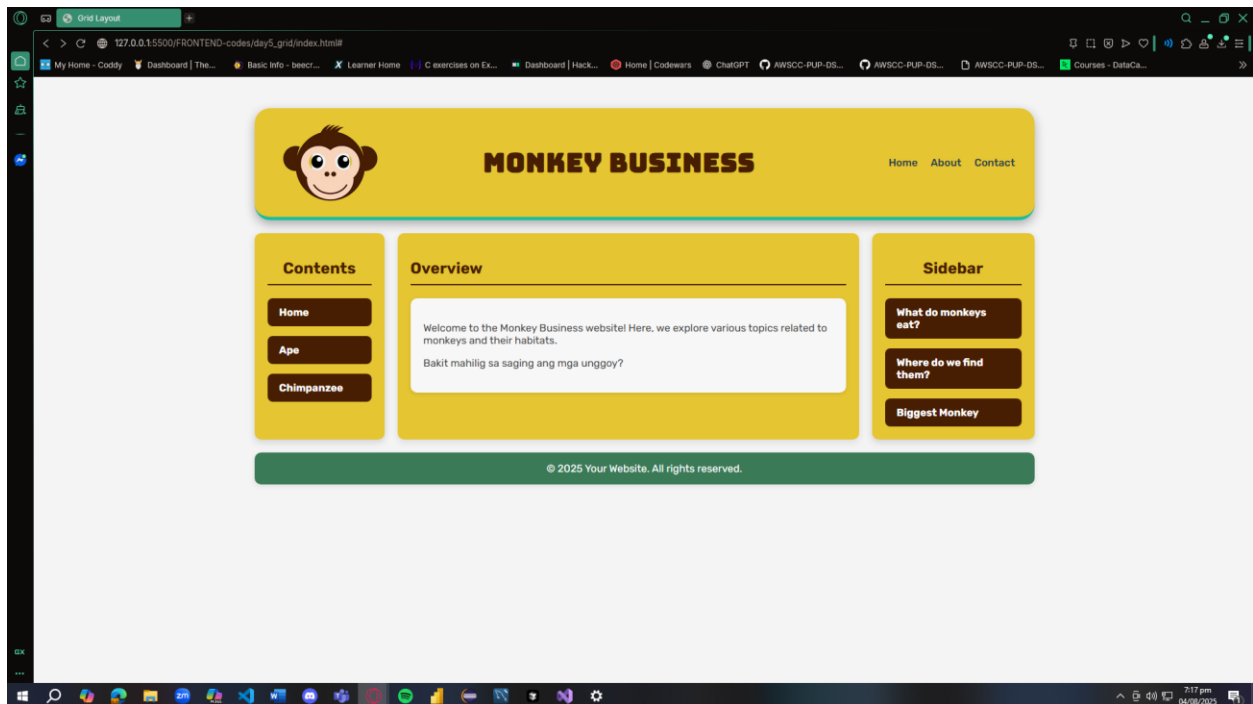 Grid Layout
127.0.0.1:5500/FRONTEND-codes/day5_grid/index.html#
My Home - Coddy Dashboard | The... Basic Info - beecr... Learner Home C exercises on Ex... Dashboard | Hack... Home | Codewars ChatGPT AWSCC-PUP-DS... AWSCC-PUP-DS... AWSCC-PUP-DS... Courses - DataCa...
MONKEY BUSINESS
Home About Contact
Contents
Home
Ape
Chimpanzee
Overview
Welcome to the Monkey Business website! Here, we explore various topics related to
monkeys and their habitats.
Bakit mahilig sa saging ang mga unggoy?
Sidebar
What do monkeys
eat?
Where do we find
them?
Biggest Monkey
© 2025 Your Website. All rights reserved.
GX
zm
7:17 pm
04/08/2025